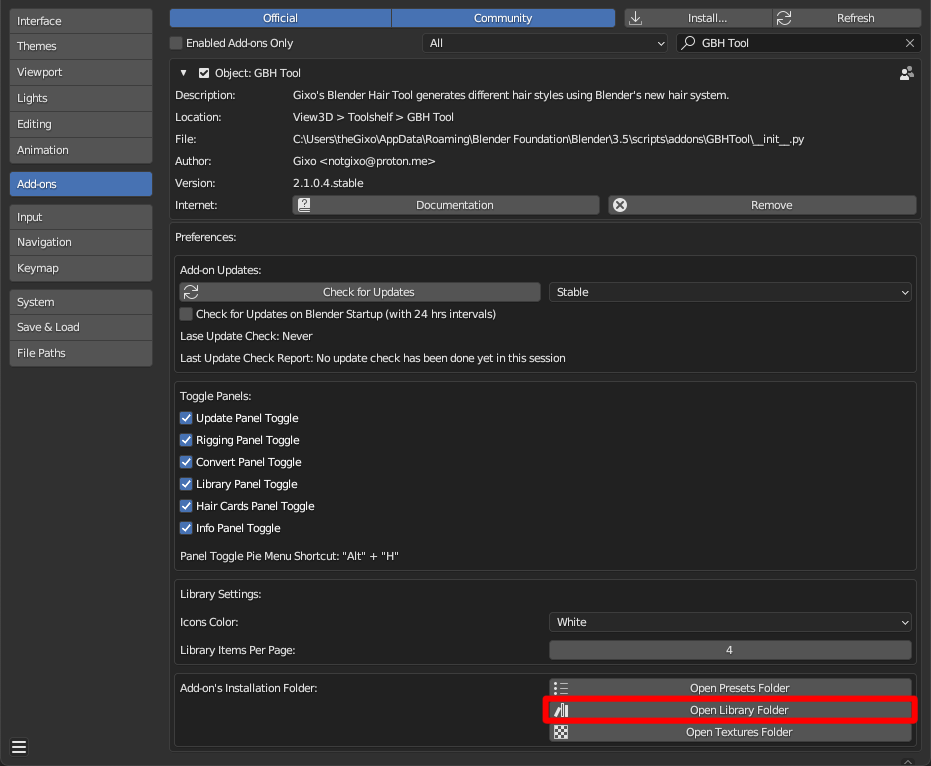 Interface
Themes
Viewport
Lights
Editing
Animation
Add-ons
Input
Navigation
Keymap
System
Save & Load
File Paths
Official Community Install... Refresh
Enabled Add-ons Only All GBH Tool
Object: GBH Tool
Description: Gixo's Blender Hair Tool generates different hair styles using Blender's new hair system.
Location: View3D > Toolshelf > GBH Tool
File: C:\Users\theGixo\AppData\Roaming\Blender Foundation\Blender\3.5\scripts\addons\GBHTool\__init__.py
Author: Gixo <notgixo@proton.me>
Version: 2.1.0.4.stable
Internet: Documentation Remove
Preferences:
Add-on Updates:
Check for Updates Stable
Check for Updates on Blender Startup (with 24 hrs intervals)
Lase Update Check: Never
Last Update Check Report: No update check has been done yet in this session
Toggle Panels:
Update Panel Toggle
Rigging Panel Toggle
Convert Panel Toggle
Library Panel Toggle
Hair Cards Panel Toggle
Info Panel Toggle
Panel Toggle Pie Menu Shortcut: "Alt" + "H"
Library Settings:
Icons Color: White
Library Items Per Page: 4
Add-on's Installation Folder: Open Presets Folder
Open Library Folder
Open Textures Folder